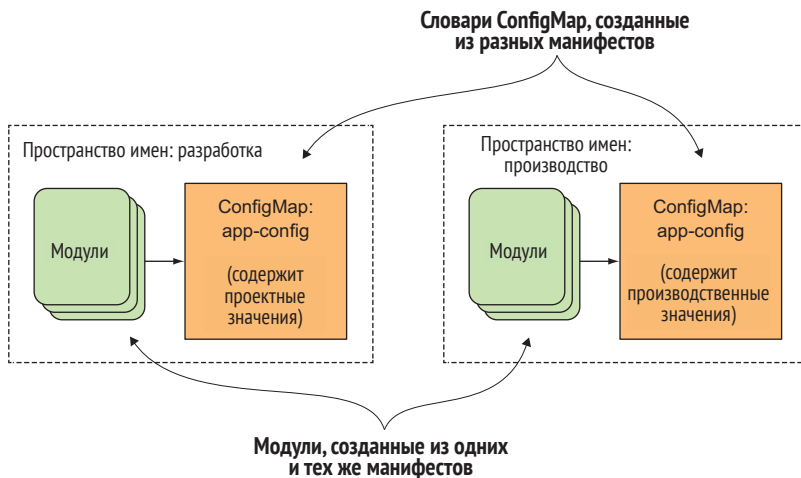 Словари ConfigMap, созданные
из разных манифестов
Пространство имен: разработка
Модули
ConfigMap:
app-config
(содержит
проектные
значения)
Пространство имен:
производство
Модули
ConfigMap:
app-config
(содержит
производственные
значения)
Модули, созданные из одних
и тех же манифестов